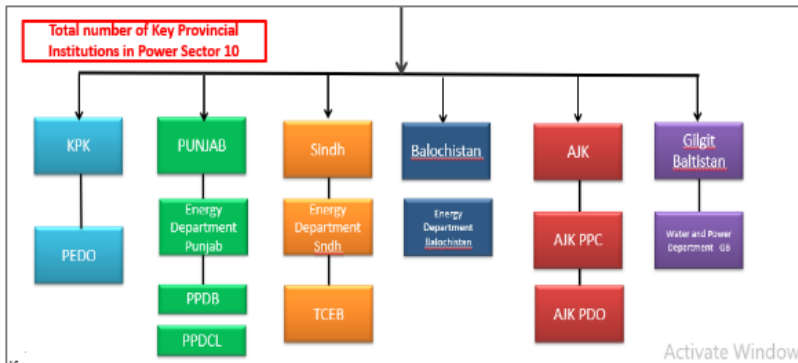 Total number of Key Provincial
Institutions in Power Sector 10
KPK
PUNJAB
Sindh
Balochistan
AJK
Gilgit
Baltistan
PEDO
Energy
Department
Punjab
Energy
Department
Sndh
Energy
Department
Balochistan
AJK PPC
Water and Power
Department GB
PPDB
TCEB
AJK PDO
PPDCL
Activate Window